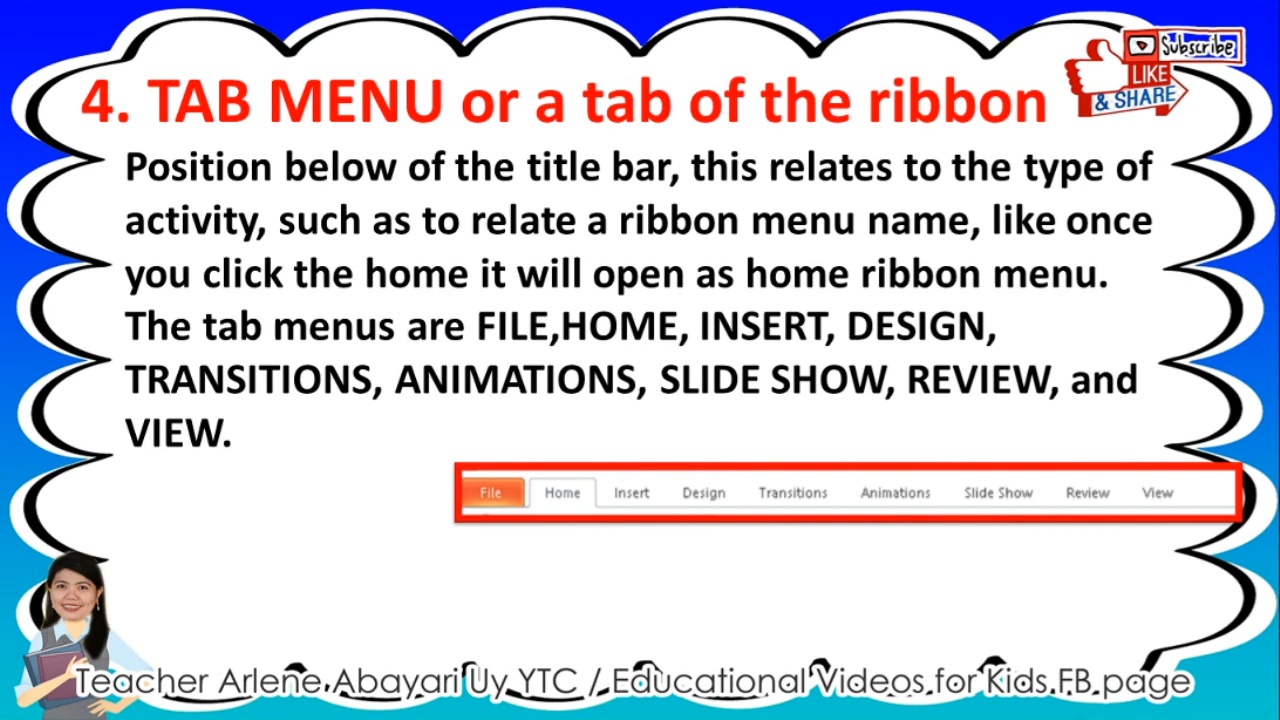 Subscribe
LIKE
& SHARE
4. TAB MENU or a tab of the ribbon
Position below of the title bar, this relates to the type of
activity, such as to relate a ribbon menu name, like once
you click the home it will open as home ribbon menu.
The tab menus are FILE,HOME, INSERT, DESIGN,
TRANSITIONS, ANIMATIONS, SLIDE SHOW, REVIEW, and
VIEW.
File Home Insert Design Transitions Animations Slide Show Review View
Teacher Arlene Abayari Uy YTC / Educational Videos for Kids FB page